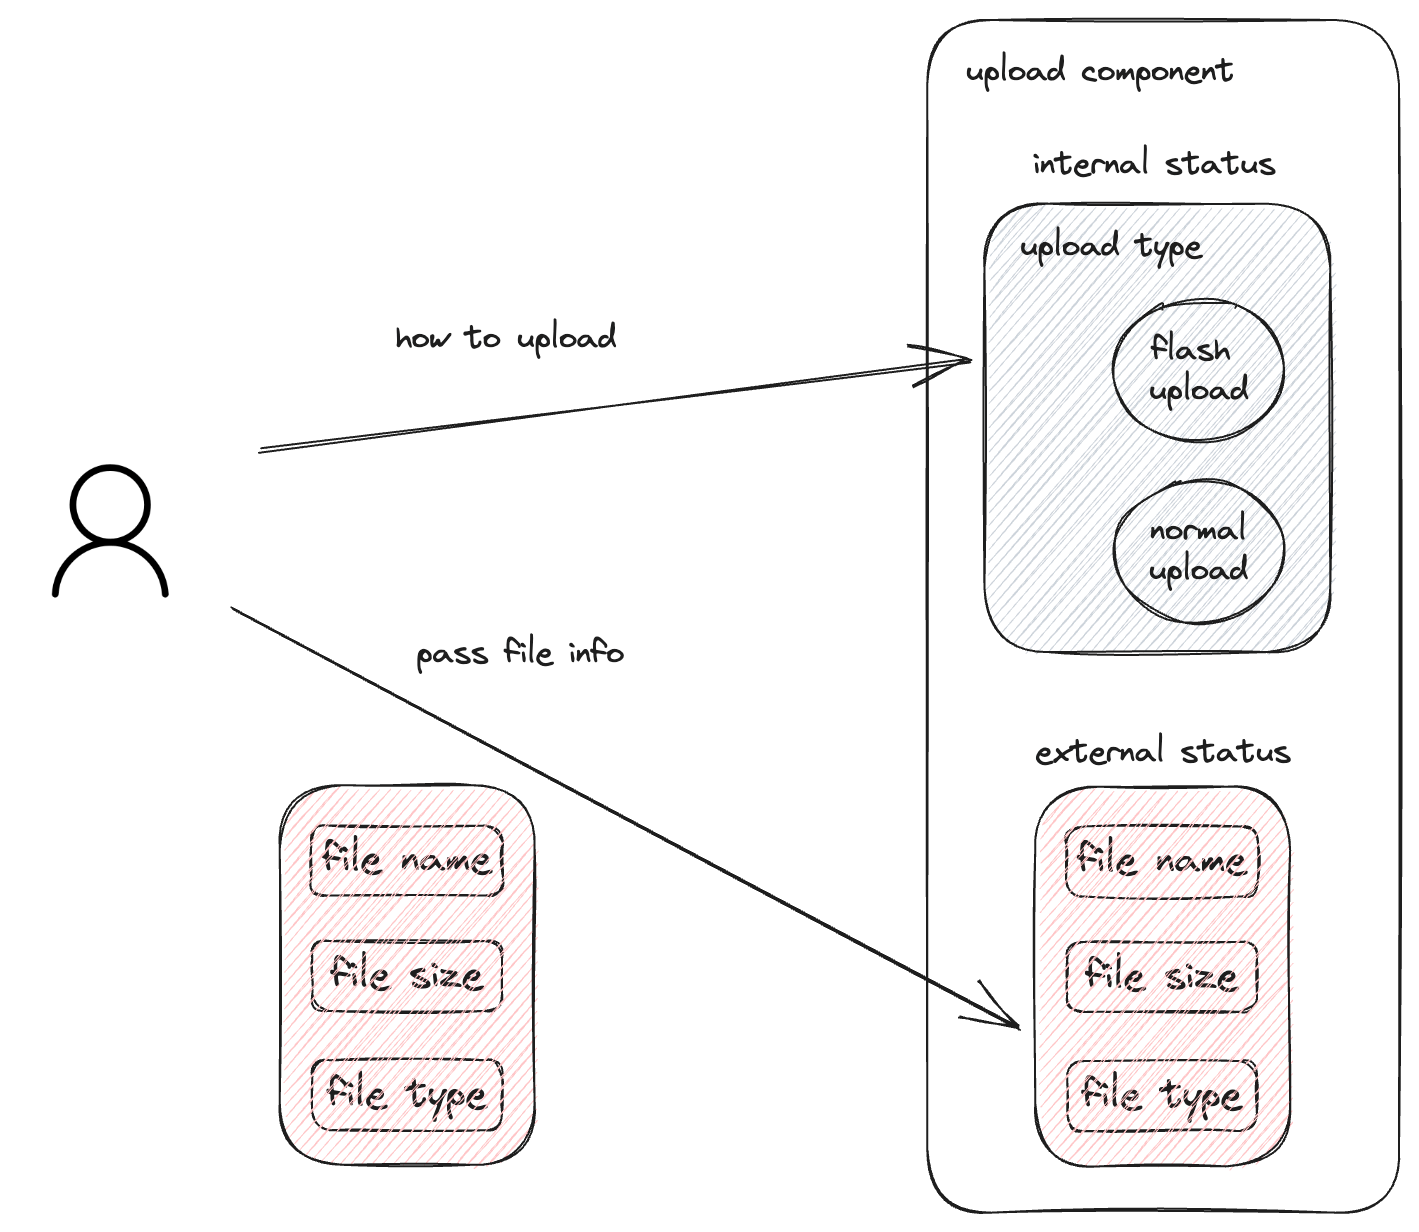 upload component
internal status
upload type
flash
upload
normal
upload
how to upload
pass file info
external status
file name
file size
file type
file name
file size
file type